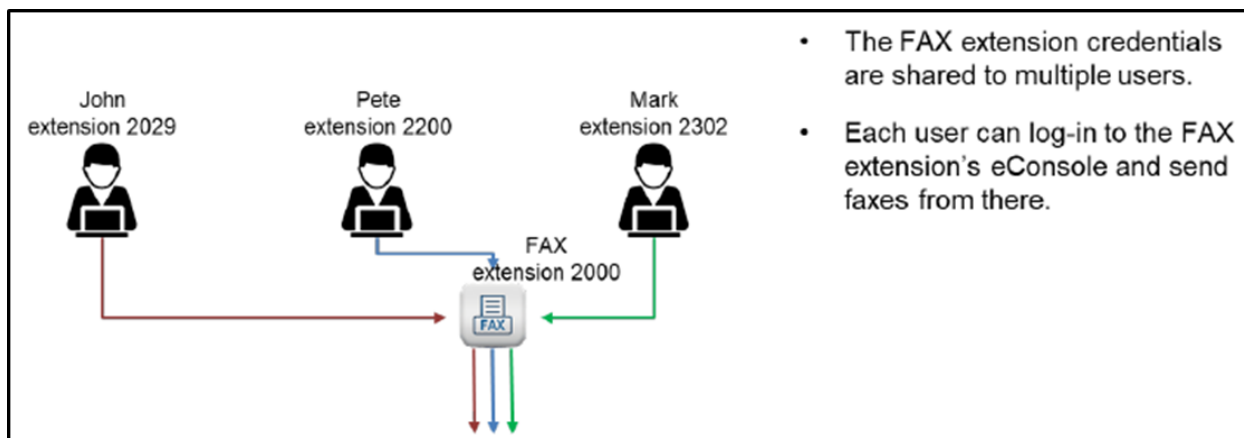 John
extension 2029
Pete
extension 2200
Mark
extension 2302
FAX
extension 2000
FAX
• The FAX extension credentials
are shared to multiple users.
• Each user can log-in to the FAX
extension's eConsole and send
faxes from there.